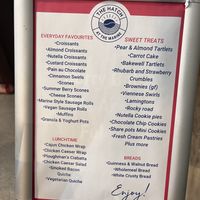 THE HATCH
AT THE MARINE
EVERYDAY FAVOURITES
•Croissants
•Almond Croissants
•Nutella Croissants
•Custard Croissants
•Pain au Chocolate
•Cinnamon Swirls
•Scones
•Summer Berry Scones
•Cheese Scones
•Marine Style Sausage Rolls
•Vegan Sausage Rolls
•Muffins
•Granola & Yoghurt Pots
LUNCHTIME
•Cajun Chicken Wrap
•Chicken Caesar Wrap
•Ploughman's Ciabatta
•Chicken Caesar Salad
•Smoked Bacon
Quiche
•Vegetarian Quiche
SWEET TREATS
•Pear & Almond Tartlets
•Carrot Cake
•Bakewell Tartlets
•Rhubarb and Strawberry
Crumbles
•Brownies (gf)
•Viennese Swirls
•Lamingtons
•Rocky road
•Nutella Cookie pies
•Chocolate Chip Cookies
•Share pots Mini Cookies
•Fresh Cream Pastries
Plus more
BREADS
•Guinness & Walnut Bread
•Wholemeal Bread
•White Crusty Bread
Enjoy!